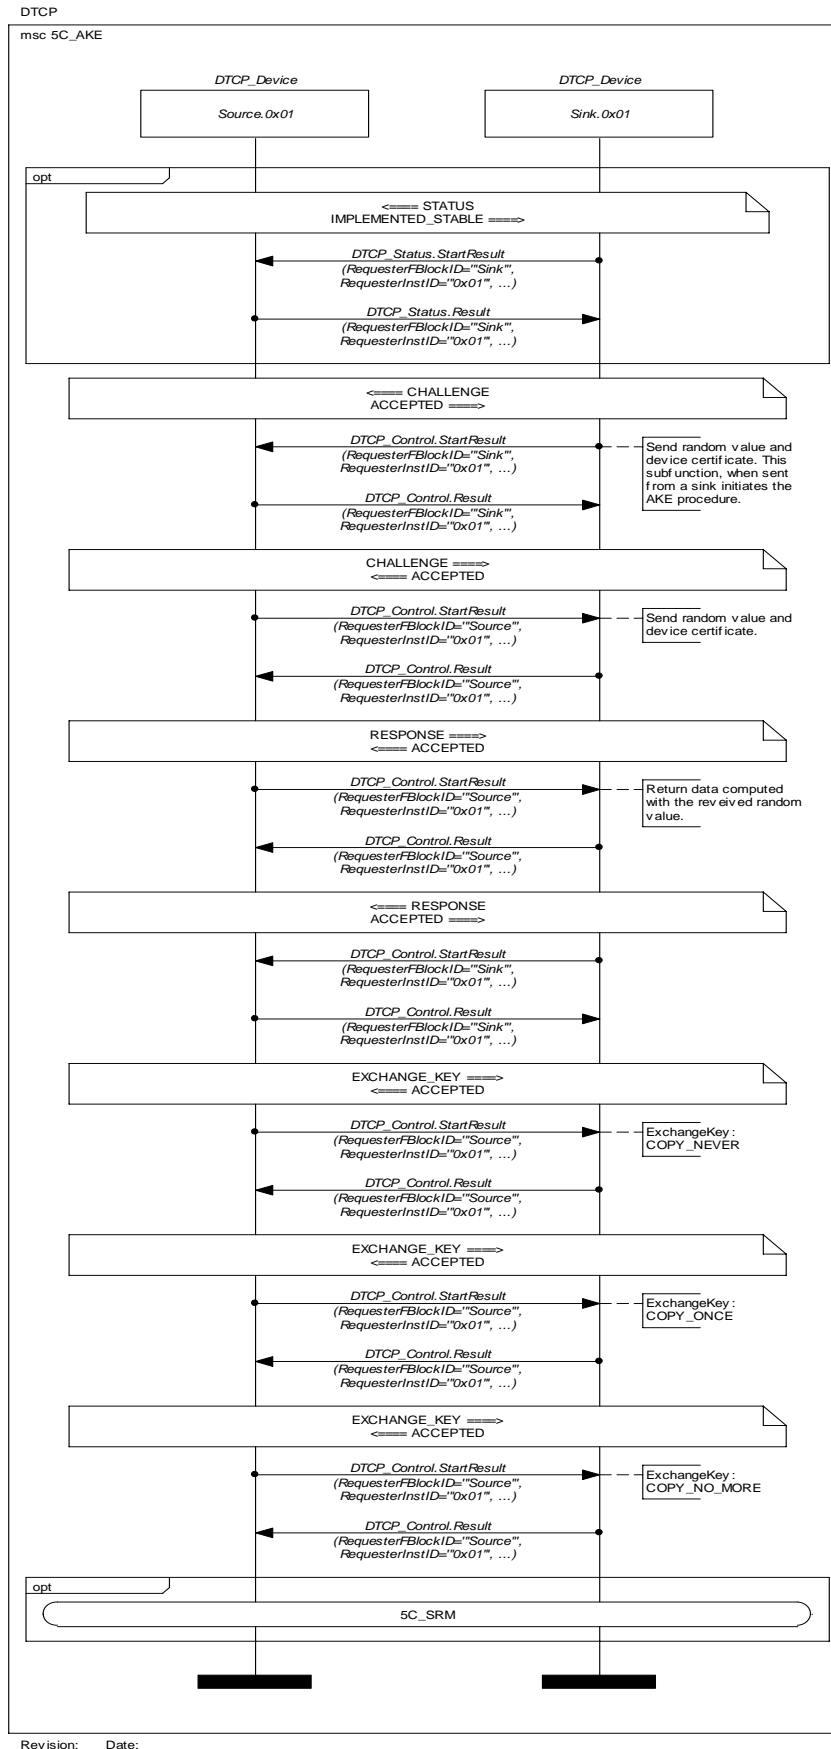 DTCP
msc 5C_AKE
DTCP_Device
DTCP_Device
Source.0x01
Sink.0x01
opt
<==== STATUS
IMPLEMENTED_STABLE ====>
DTCP_Status.StartResult
(RequesterFBlockID='"Sink"',
RequesterInstID='"0x01"', ...)
DTCP_Status.Result
(RequesterFBlockID='"Sink"',
RequesterInstID='"0x01"', ...)
<==== CHALLENGE
ACCEPTED ====>
DTCP_Control.StartResult
(RequesterFBlockID='"Sink"',
RequesterInstID='"0x01"', ...)
Send random value and
device certificate. This
subfunction, when sent
from a sink initiates the
AKE procedure.
DTCP_Control.Result
(RequesterFBlockID='"Sink"',
RequesterInstID='"0x01"', ...)
CHALLENGE ====>
<==== ACCEPTED
DTCP_Control.StartResult
(RequesterFBlockID='"Source"',
RequesterInstID='"0x01"', ...)
Send random value and
device certificate.
DTCP_Control.Result
(RequesterFBlockID='"Source"',
RequesterInstID='"0x01"', ...)
RESPONSE ====>
<==== ACCEPTED
DTCP_Control.StartResult
(RequesterFBlockID='"Source"',
RequesterInstID='"0x01"', ...)
Return data computed
with the reveived random
value.
DTCP_Control.Result
(RequesterFBlockID='"Source"',
RequesterInstID='"0x01"', ...)
<==== RESPONSE
ACCEPTED ====>
DTCP_Control.StartResult
(RequesterFBlockID='"Sink"',
RequesterInstID='"0x01"', ...)
DTCP_Control.Result
(RequesterFBlockID='"Sink"',
RequesterInstID='"0x01"', ...)
EXCHANGE_KEY ====>
<==== ACCEPTED
DTCP_Control.StartResult
(RequesterFBlockID='"Source"',
RequesterInstID='"0x01"', ...)
ExchangeKey:
COPY_NEVER
DTCP_Control.Result
(RequesterFBlockID='"Source"',
RequesterInstID='"0x01"', ...)
EXCHANGE_KEY ====>
<==== ACCEPTED
DTCP_Control.StartResult
(RequesterFBlockID='"Source"',
RequesterInstID='"0x01"', ...)
ExchangeKey:
COPY_ONCE
DTCP_Control.Result
(RequesterFBlockID='"Source"',
RequesterInstID='"0x01"', ...)
EXCHANGE_KEY ====>
<==== ACCEPTED
DTCP_Control.StartResult
(RequesterFBlockID='"Source"',
RequesterInstID='"0x01"', ...)
ExchangeKey:
COPY_NO_MORE
DTCP_Control.Result
(RequesterFBlockID='"Source"',
RequesterInstID='"0x01"', ...)
opt
5C_SRM
Revision: Date: